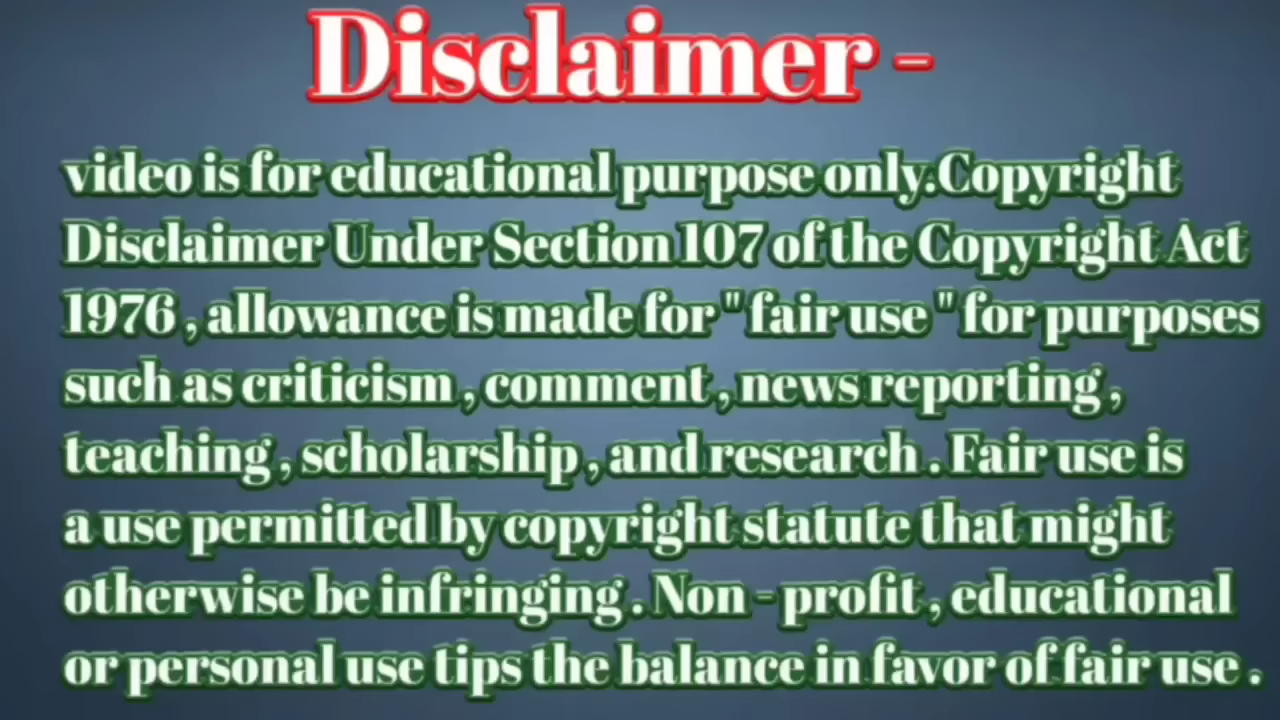 Disclaimer -
video is for educational purpose only.Copyright
Disclaimer Under Section 107 of the Copyright Act
1976 , allowance is made for " fair use " for purposes
such as criticism , comment , news reporting ,
teaching , scholarship , and research . Fair use is
a use permitted by copyright statute that might
otherwise be infringing . Non - profit , educational
or personal use tips the balance in favor of fair use .